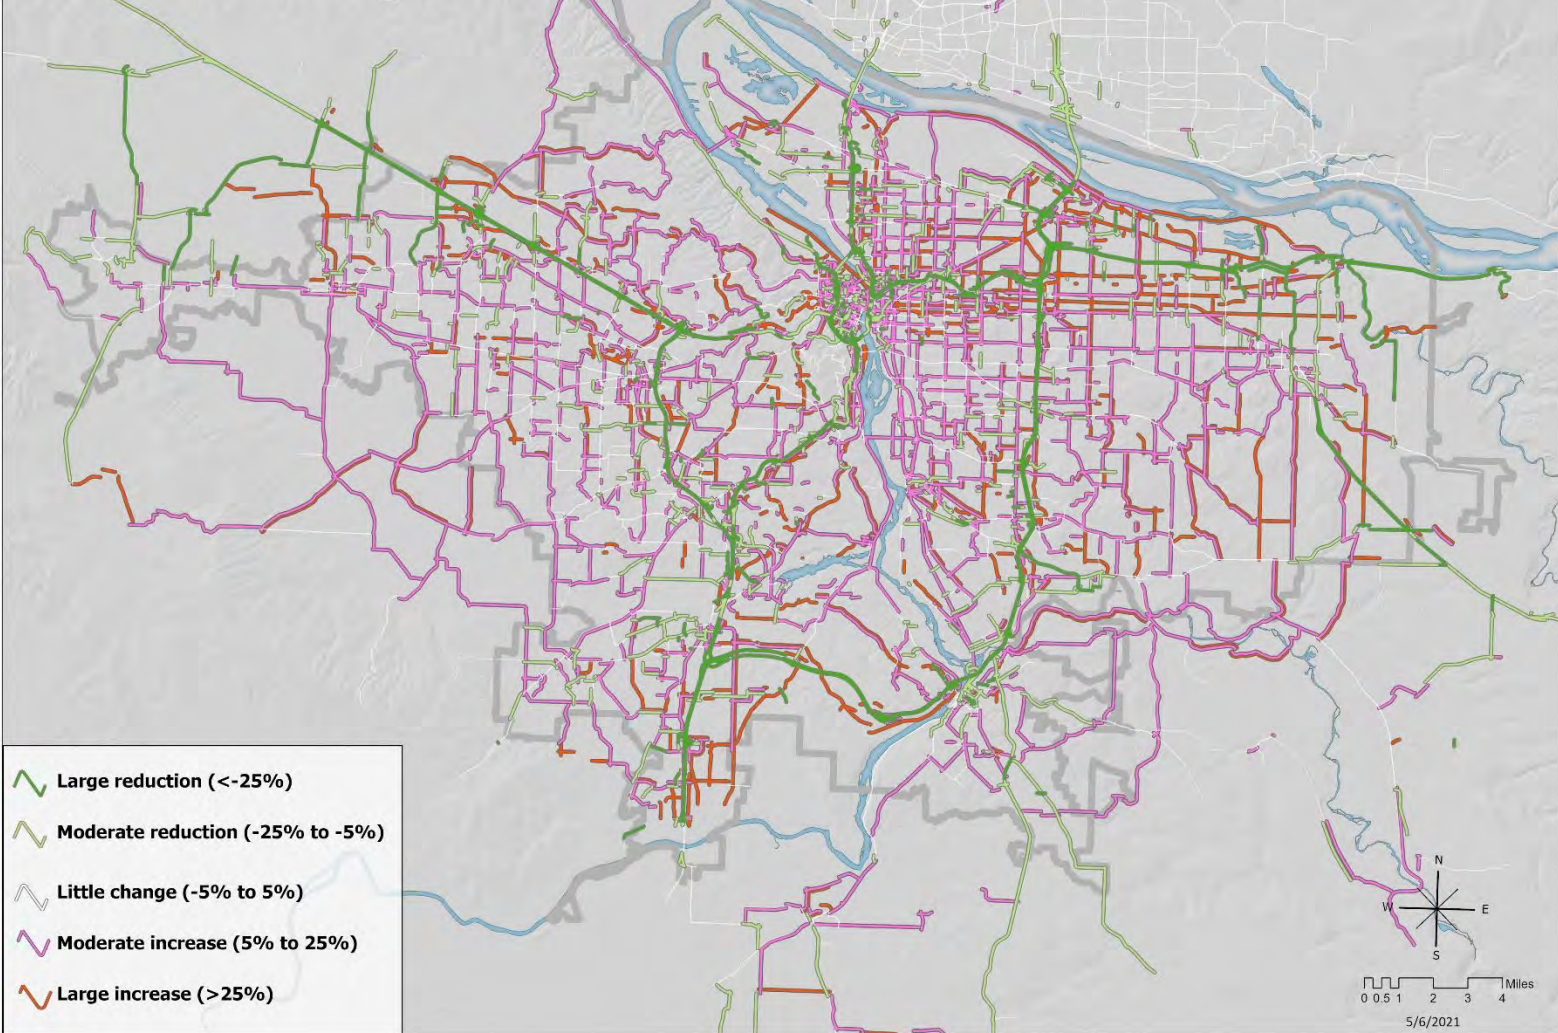 Large reduction (<-25%)
Moderate reduction (-25% to -5%)
Little change (-5% to 5%)
Moderate increase (5% to 25%)
Large increase (>25%)
N
W E
S
Miles
0 0.5 1 2 3 4
5/6/2021